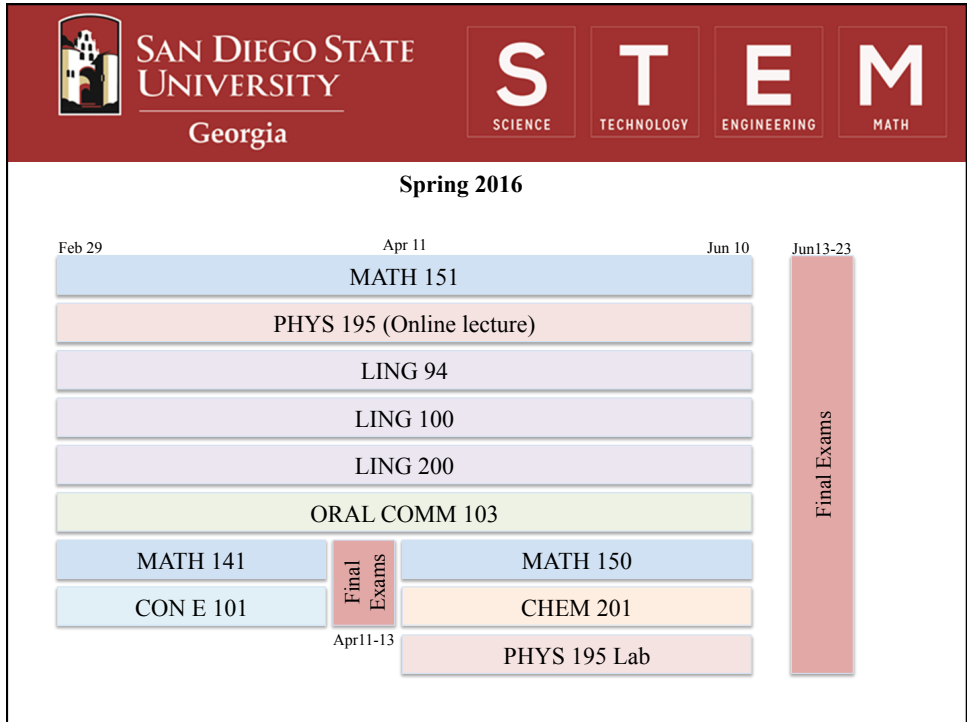 SAN DIEGO STATE
UNIVERSITY
Georgia
S
SCIENCE
T
TECHNOLOGY
E
ENGINEERING
M
MATH
Spring 2016
Feb 29
Apr 11
Jun 10
Jun13-23
MATH 151
PHYS 195 (Online lecture)
LING 94
LING 100
LING 200
ORAL COMM 103
MATH 141
Final
Exams
MATH 150
CON E 101
CHEM 201
Apr11-13
PHYS 195 Lab
Final Exams